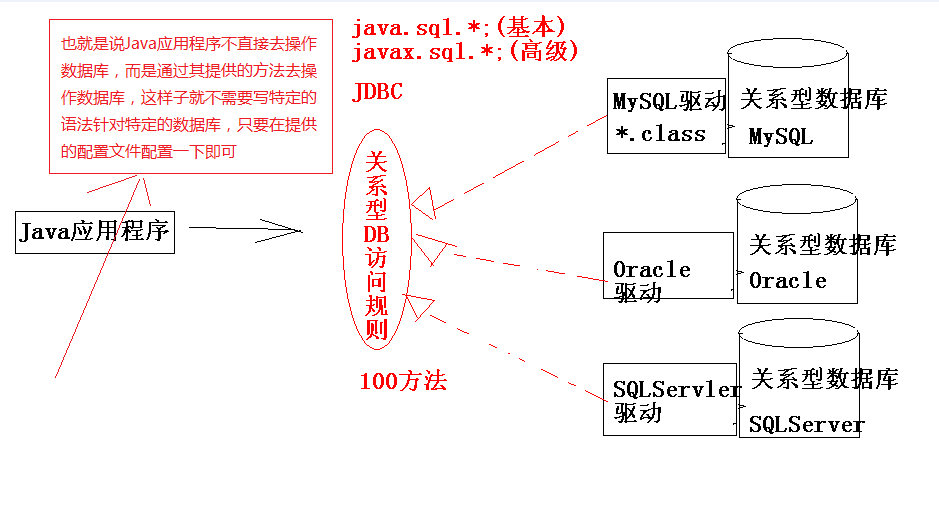 也就是说Java应用程序不直接去操作
数据库，而是通过其提供的方法去操
作数据库，这样子就不需要写特定的
语法针对特定的数据库，只要在提供
的配置文件配置一下即可
java.sql.*;(基本)
javax.sql.*;(高级)
JDBC
Java应用程序
关
系
型
DB
访
问
规
则
100方法
MySQL驱动
*.class
关系型数据库
MySQL
Oracle
驱动
关系型数据库
Oracle
SQLServler
驱动
关系型数据库
SQLServer